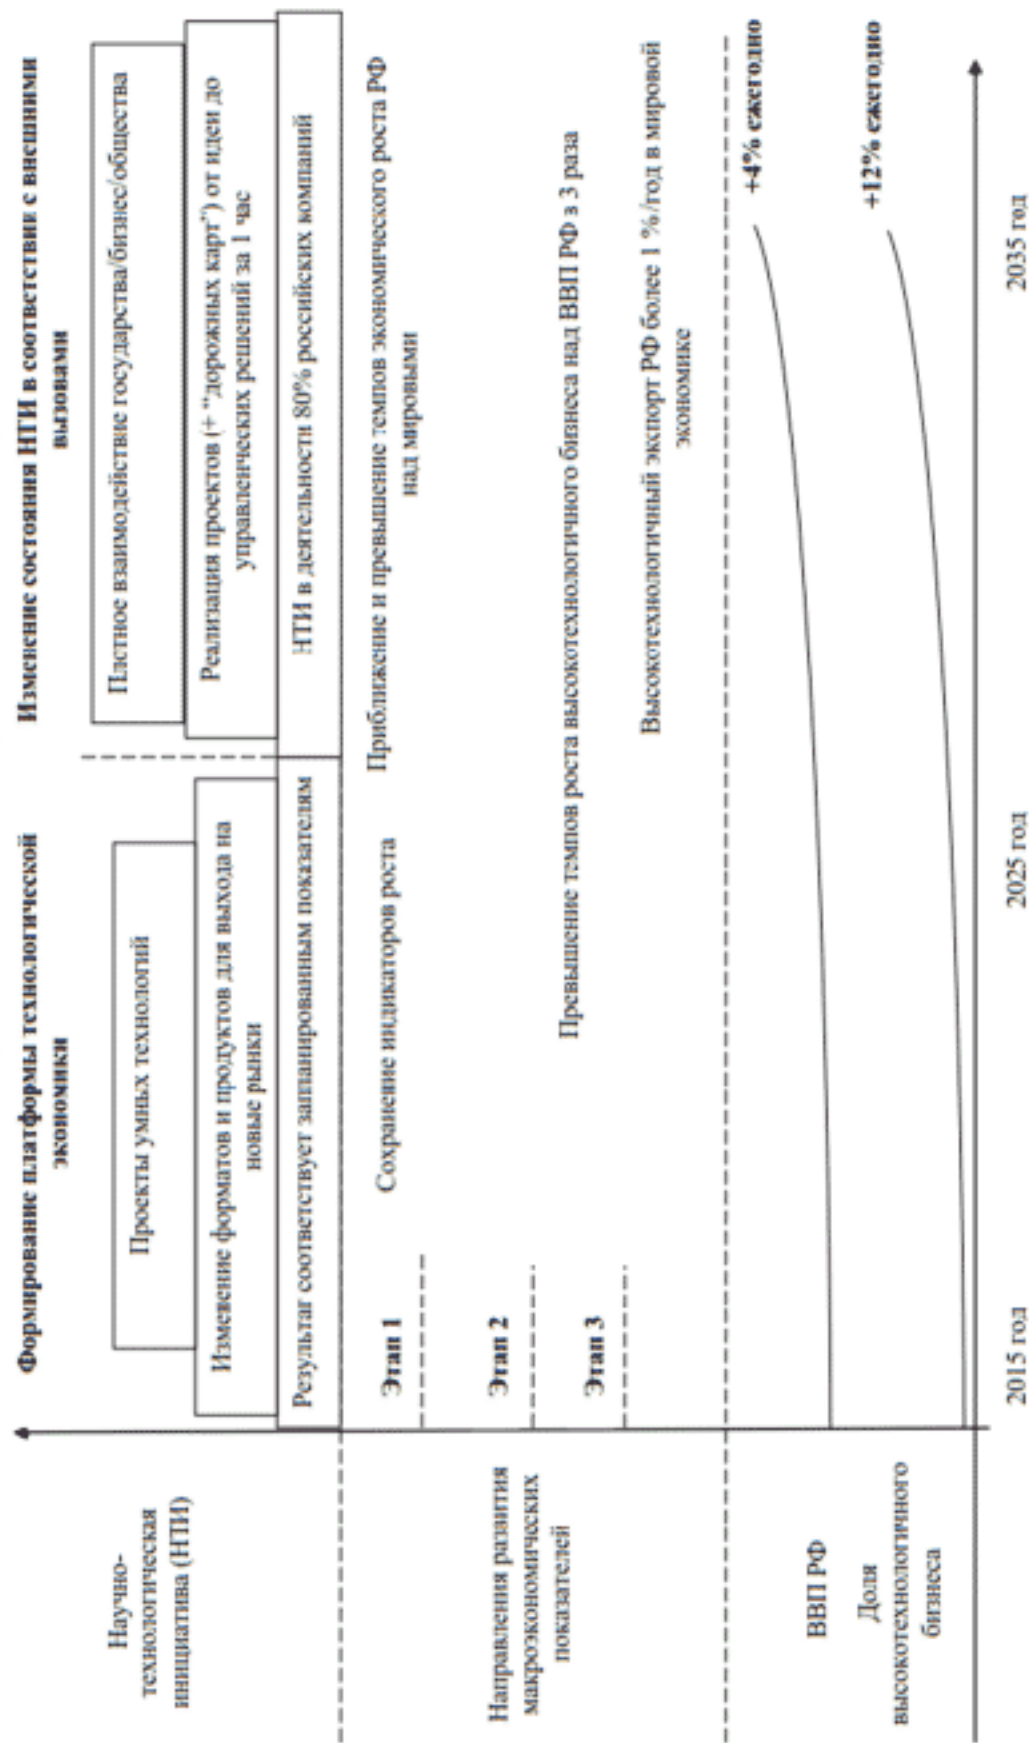 Формирование платформы технологической
экономики
Изменение состояния НТИ в соответствии с внешними
вызовами
Научно-
технологическая
инициатива (НТИ)
Проекты умных технологий
Изменение форматов и продуктов для выхода на
новые рынки
Результат соответствует запланированным показателям
Плотное взаимодействие государства/бизнес/общества
Реализация проектов (+ "дорожных карт") от идеи до
управленческих решений за 1 час
НТИ в деятельности 80% российских компаний
Направления развития
макроэкономических
показателей
Этап 1
Сохранение индикаторов роста
Приближение и превышение темпов экономического роста РФ
над мировыми
Этап 2
Этап 3
Превышение темпов роста высокотехнологичного бизнеса над ВВП РФ в 3 раза
Высокотехнологичный экспорт РФ более 1 %/год в мировой
экономике
ВВП РФ
+4% ежегодно
Доля
высокотехнологичного
бизнеса
+12% ежегодно
2015 год
2025 год
2035 год